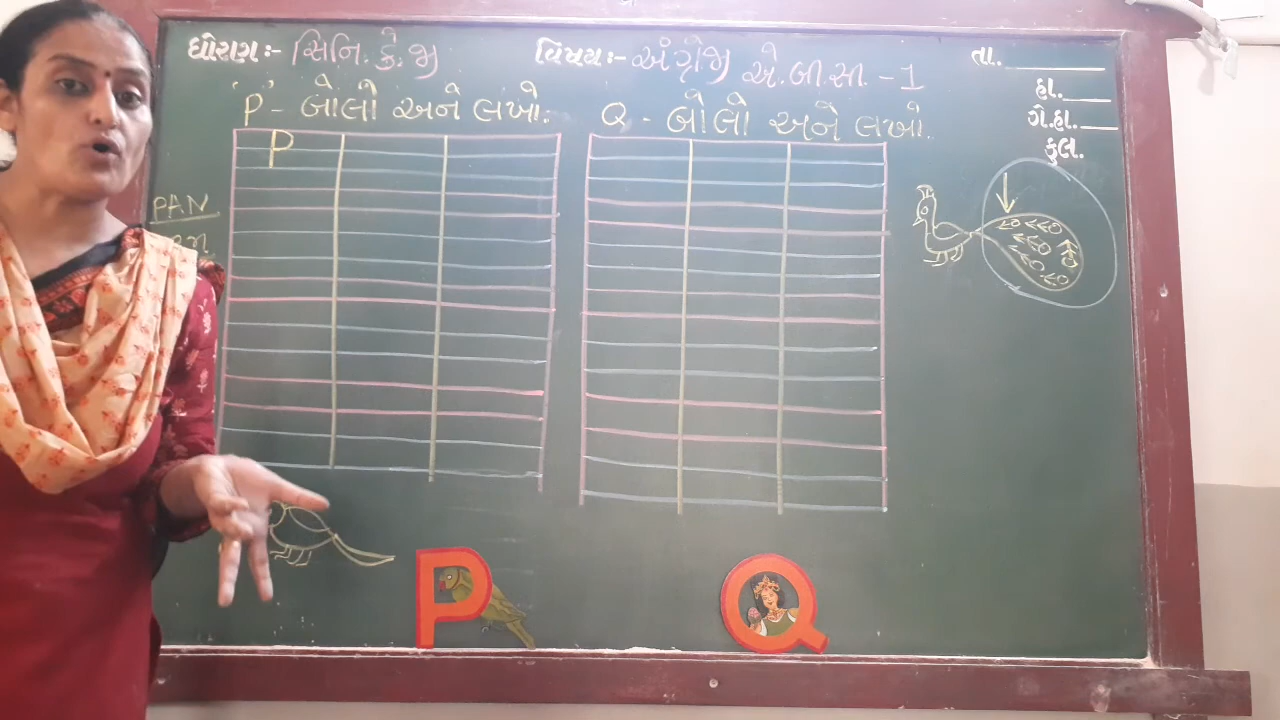 ધોરણઃ- સિનિ. કે.જી વિષયઃ- અંગ્રેજી એ.બી.સી. -1 તા.
હા.
ગે.હા.
કુલ.
'P' - બોલો અને લખો. Q - બોલો અને લખો.
P
PAN
P
Q